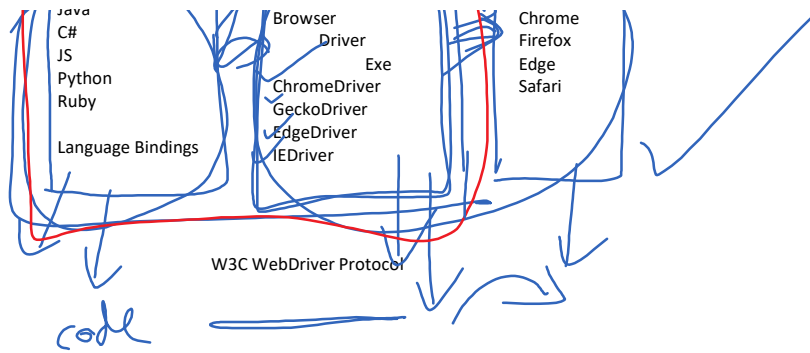 Java
C#
JS
Python
Ruby
Language Bindings
Browser
Driver
Exe
ChromeDriver
GeckoDriver
EdgeDriver
IEDriver
Chrome
Firefox
Edge
Safari
W3C WebDriver Protocol
code